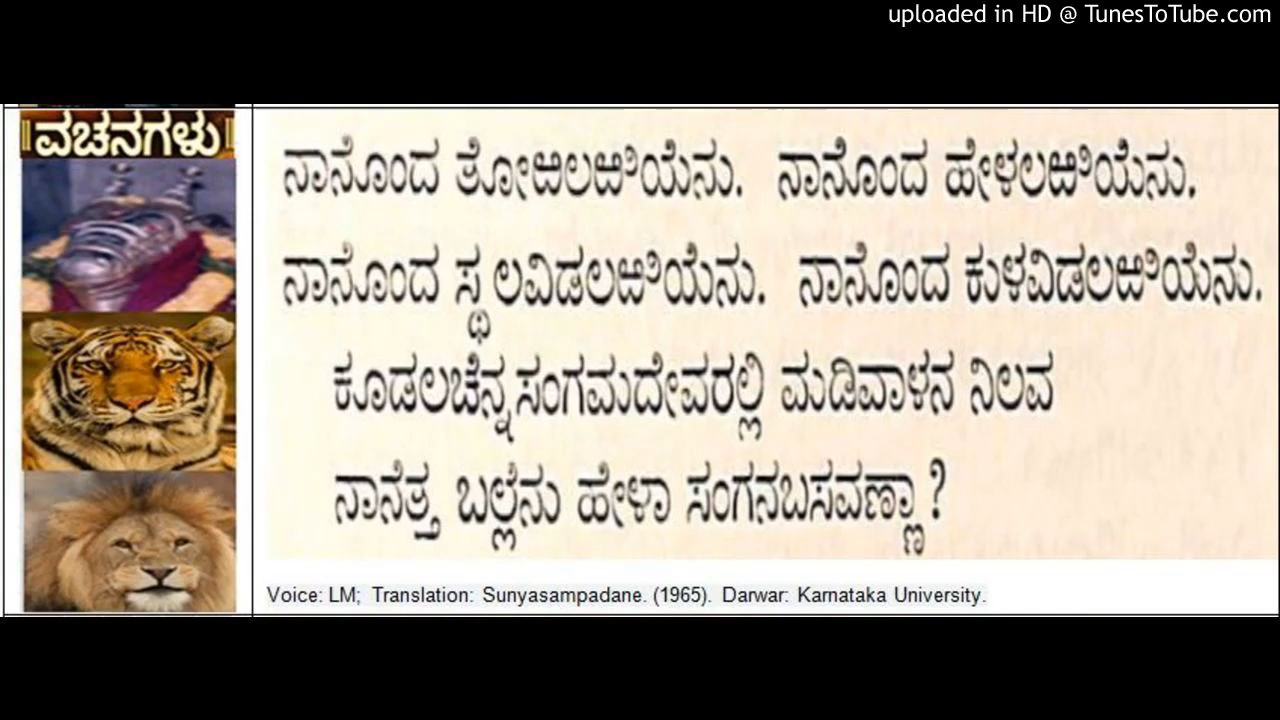 uploaded in HD @ TunesToTube.com
॥ವಚನಗಳು॥
ನಾನೊಂದ ತೋಱಲಱಿಯೆನು. ನಾನೊಂದ ಹೇಳಲಱಿಯೆನು.
ನಾನೊಂದ ಸ್ಥಲವಿಡಲಱಿಯೆನು. ನಾನೊಂದ ಕುಳವಿಡಲಱಿಯೆನು.
ಕೂಡಲಚೆನ್ನಸಂಗಮದೇವರಲ್ಲಿ ಮಡಿವಾಳನ ನಿಲವ
ನಾನೆತ್ತ ಬಲ್ಲೆನು ಹೇಳಾ ಸಂಗನಬಸವಣ್ಣಾ ?
Voice: LM; Translation: Sunyasampadane. (1965). Darwar: Karnataka University.